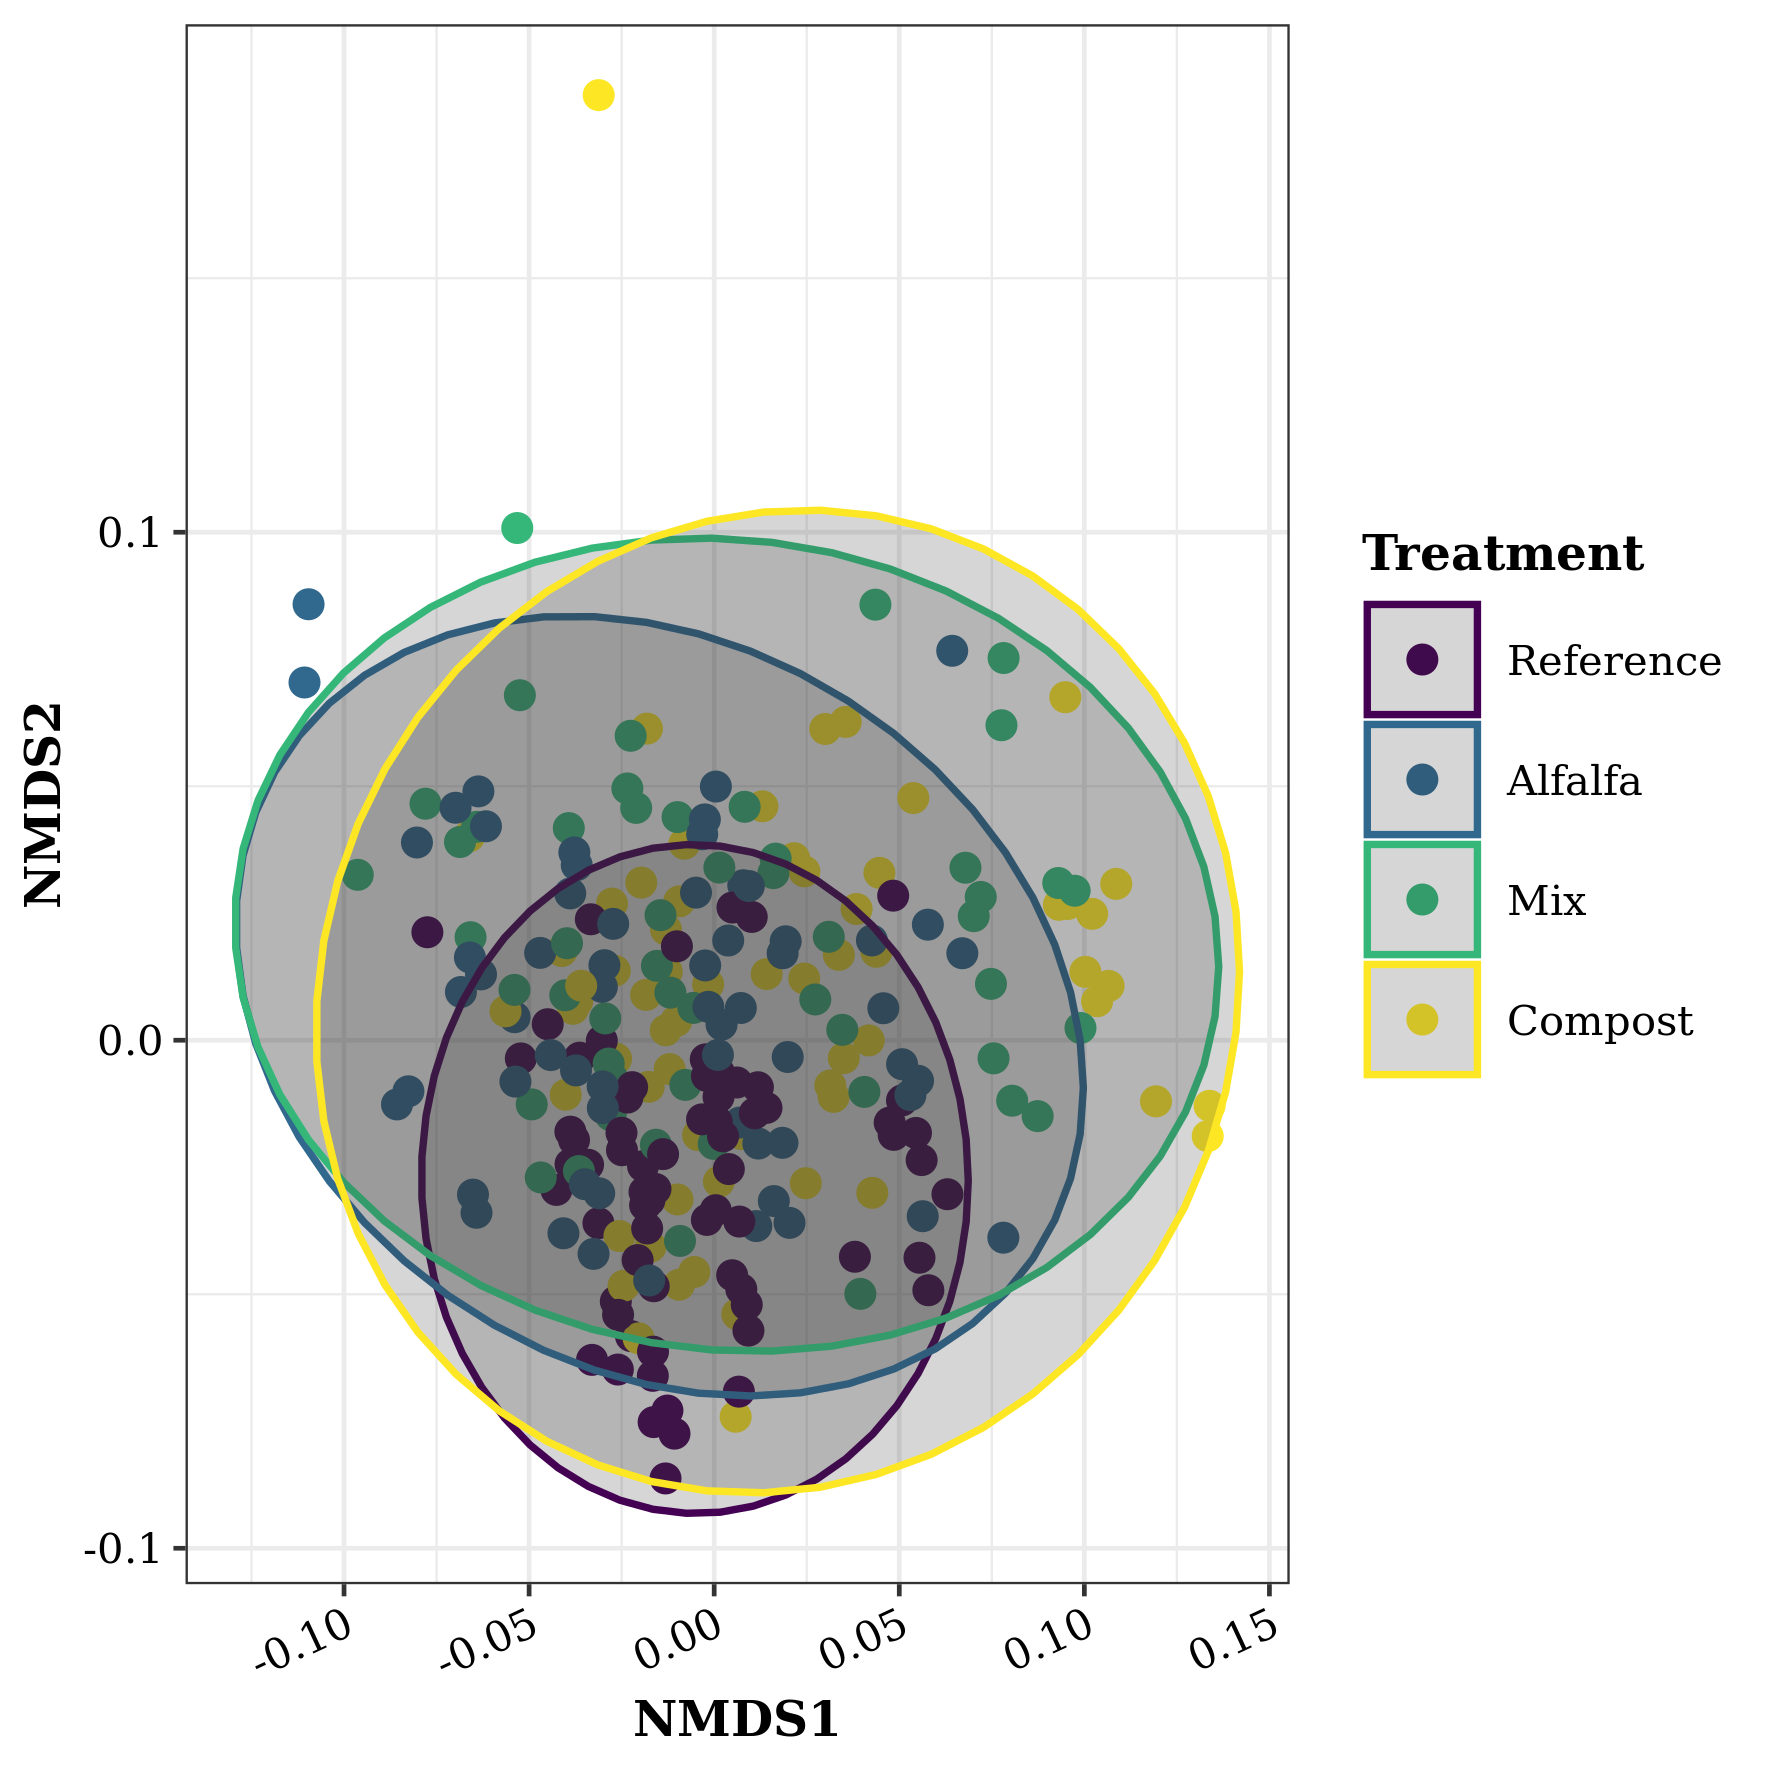 NMDS2
0.1
0.0
-0.1
-0.10
-0.05
0.00
0.05
0.10
0.15
NMDS1
Treatment
Reference
Alfalfa
Mix
Compost